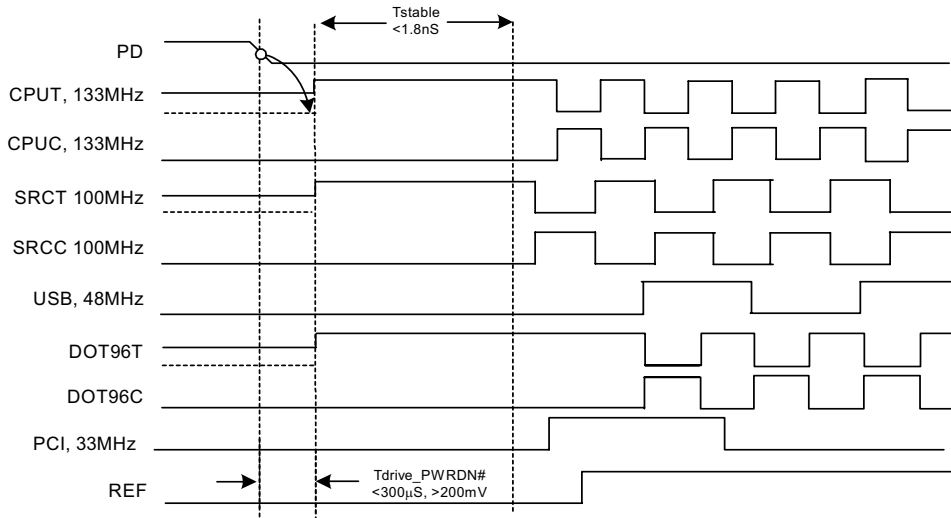 Tstable
<1.8nS
PD
CPUT, 133MHz
CPUC, 133MHz
SRCT 100MHz
SRCC 100MHz
USB, 48MHz
DOT96T
DOT96C
PCI, 33MHz
Tdrive_PWRDN#
<300µS, >200mV
REF